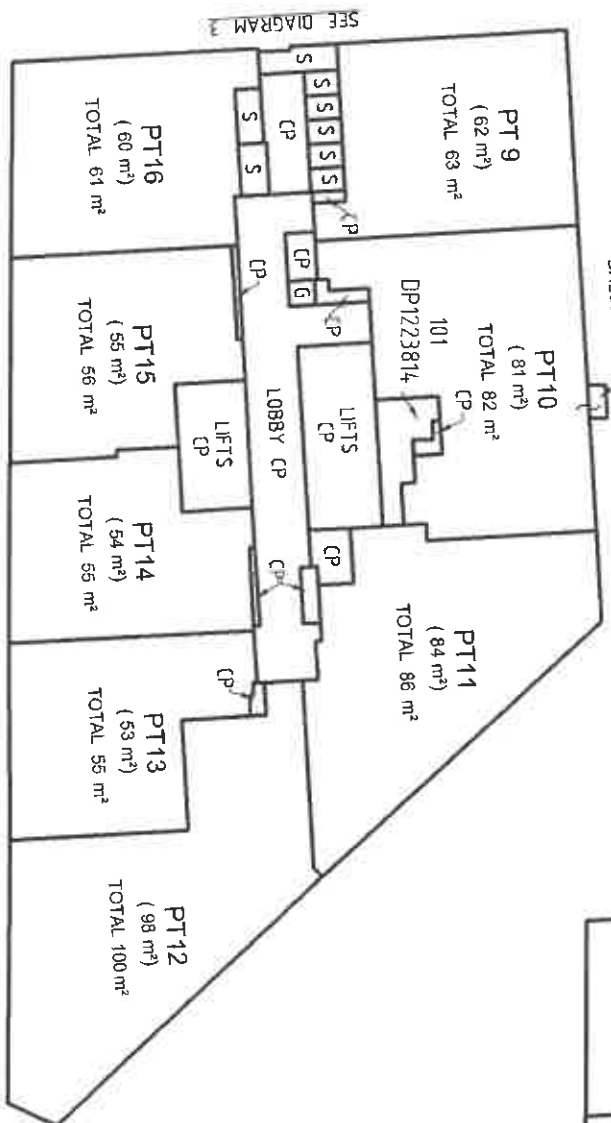 SEE DIAGRAM 3
PT 9
( 62 m²)
TOTAL 63 m²
PT10
( 81 m²)
TOTAL 82 m²
PT11
( 84 m²)
TOTAL 86 m²
PT12
( 98 m²)
TOTAL 100 m²
PT13
( 53 m²)
TOTAL 55 m²
PT14
( 54 m²)
TOTAL 55 m²
PT15
( 55 m²)
TOTAL 56 m²
PT16
( 60 m²)
TOTAL 61 m²
S
S
S
S
S
S
S
S
CP
CP
CP
G
CP
CP
101
DP1223814
CP
LIFTS
CP
LOBBY CP
LIFTS
CP
CP
CP
CP